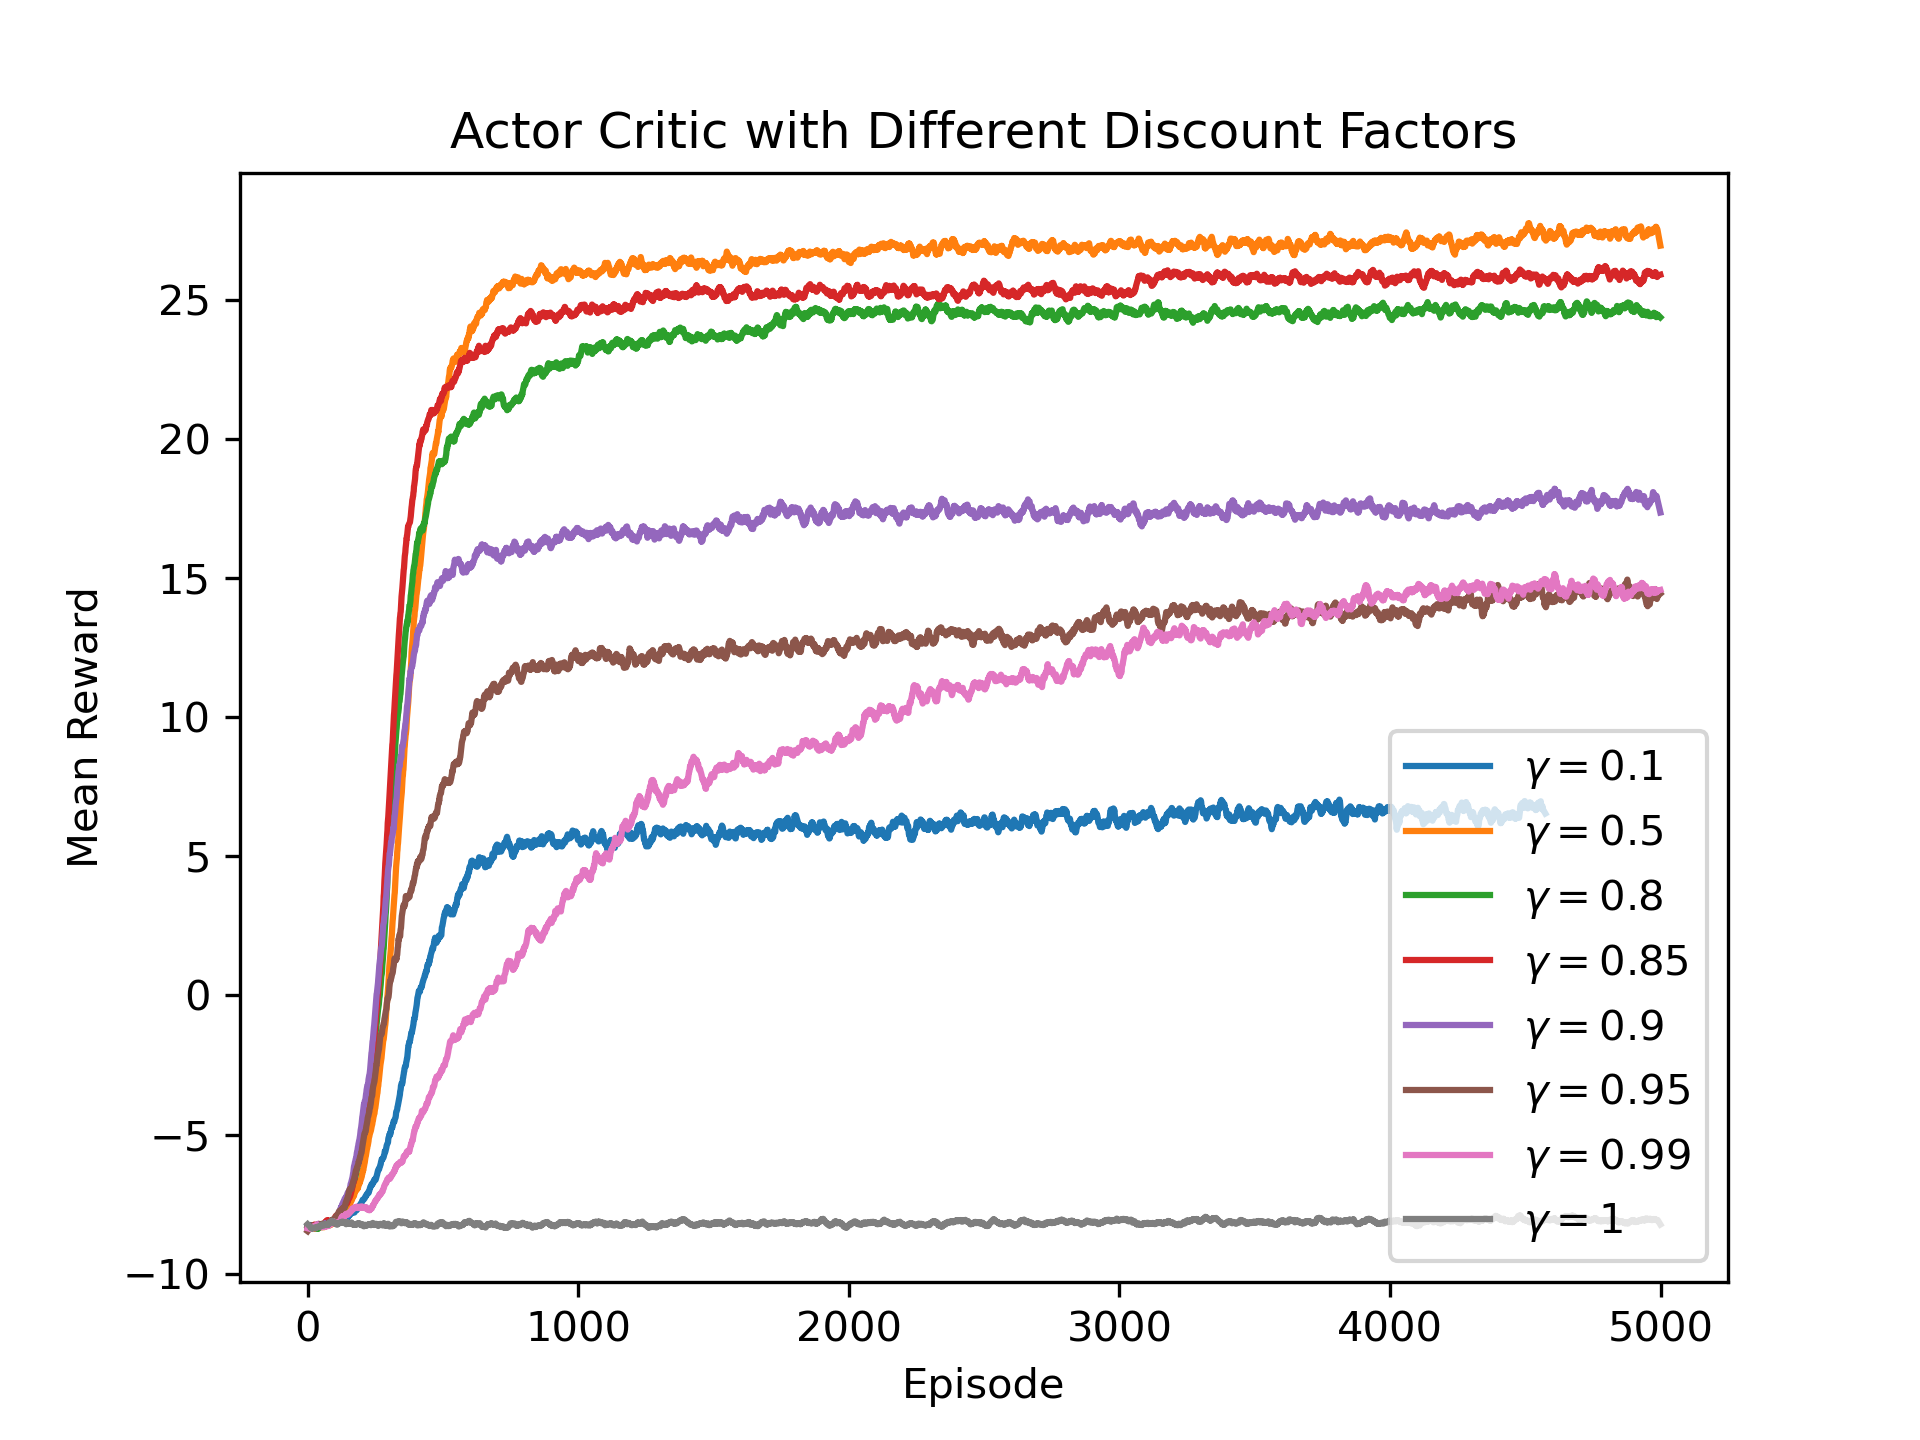 Actor Critic with Different Discount Factors
Mean Reward
25
20
15
10
5
0
−5
−10
γ = 0.1
γ = 0.5
γ = 0.8
γ = 0.85
γ = 0.9
γ = 0.95
γ = 0.99
γ = 1
0 1000 2000 3000 4000 5000
Episode